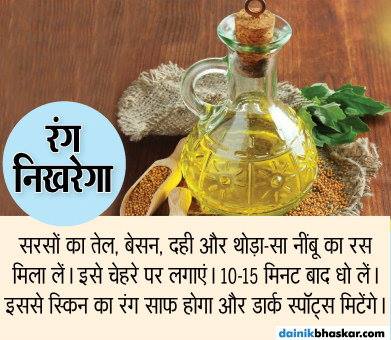 रंग
निखरेगा
सरसों का तेल, बेसन, दही और थोड़ा-सा नींबू का रस
मिला लें। इसे चेहरे पर लगाएं। 10-15 मिनट बाद धो लें।
इससे स्किन का रंग साफ होगा और डार्क स्पॉट्स मिटेंगे।
dainikbhaskar.com